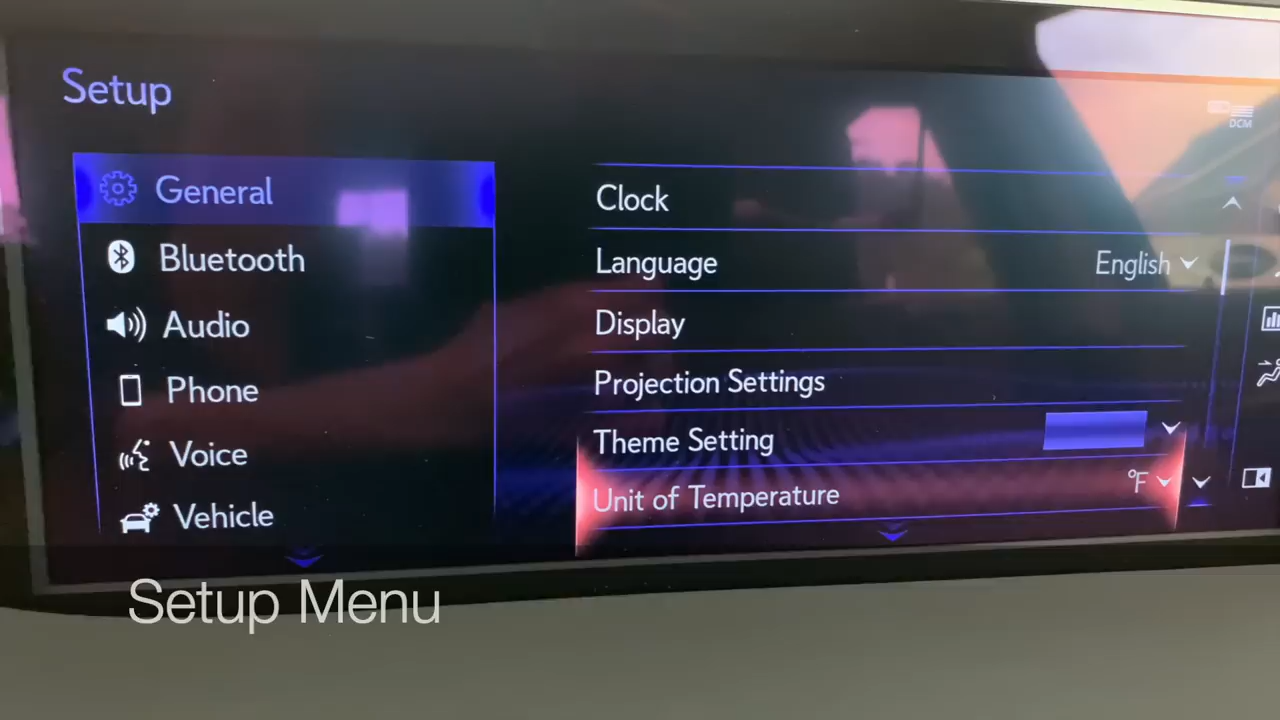 Setup
DCM
General
Bluetooth
Audio
Phone
Voice
Vehicle
Clock
Language English
Display
Projection Settings
Theme Setting
Unit of Temperature °F
Setup Menu